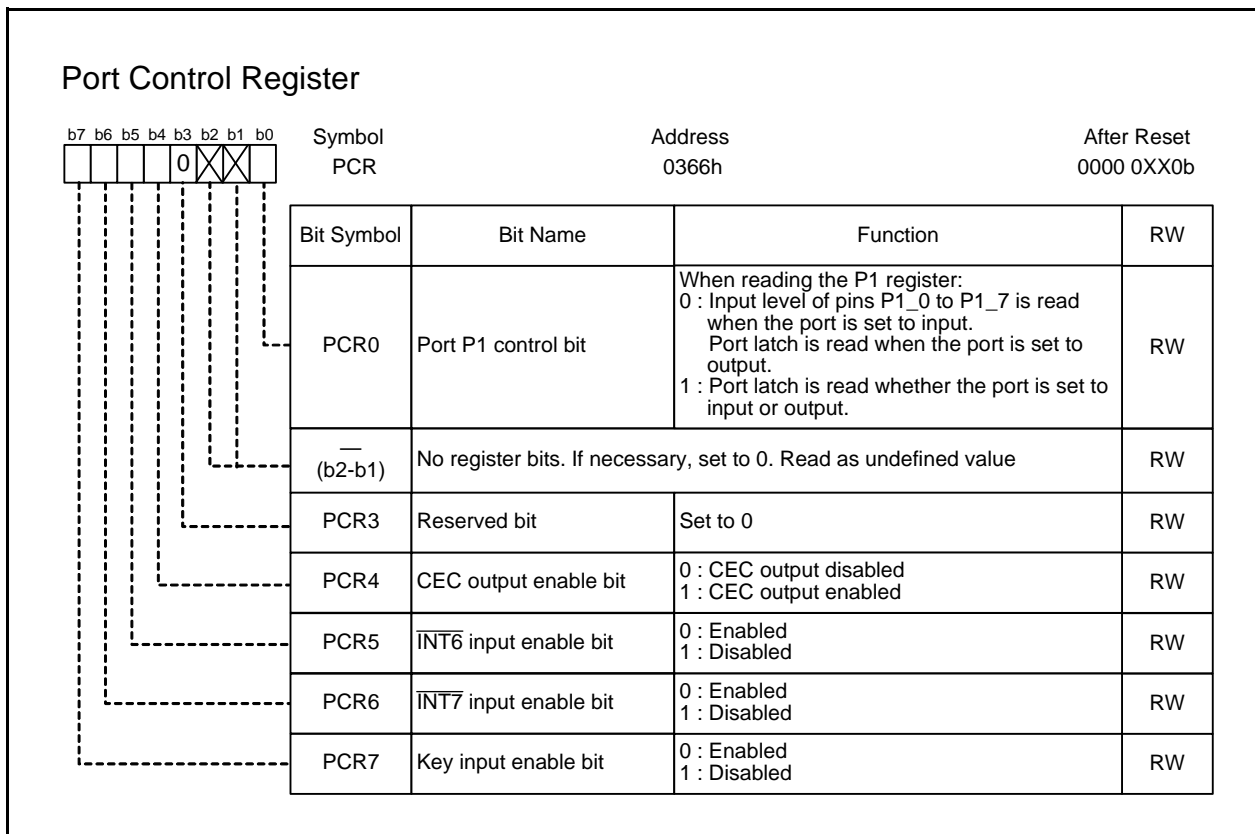 Port Control Register
b7 b6 b5 b4 b3 b2 b1 b0
Symbol Address After Reset
0
PCR 0366h 0000 0XX0b
Bit Symbol Bit Name Function RW
PCR0 Port P1 control bit
When reading the P1 register:
0 : Input level of pins P1_0 to P1_7 is read
when the port is set to input.
Port latch is read when the port is set to
output.
1 : Port latch is read whether the port is set to
input or output.
RW
—
(b2-b1)
No register bits. If necessary, set to 0. Read as undefined value RW
PCR3 Reserved bit Set to 0 RW
PCR4 CEC output enable bit
0 : CEC output disabled
1 : CEC output enabled
RW
PCR5 I̅N̅T̅6̅ input enable bit
0 : Enabled
1 : Disabled
RW
PCR6 I̅N̅T̅7̅ input enable bit
0 : Enabled
1 : Disabled
RW
PCR7 Key input enable bit
0 : Enabled
1 : Disabled
RW